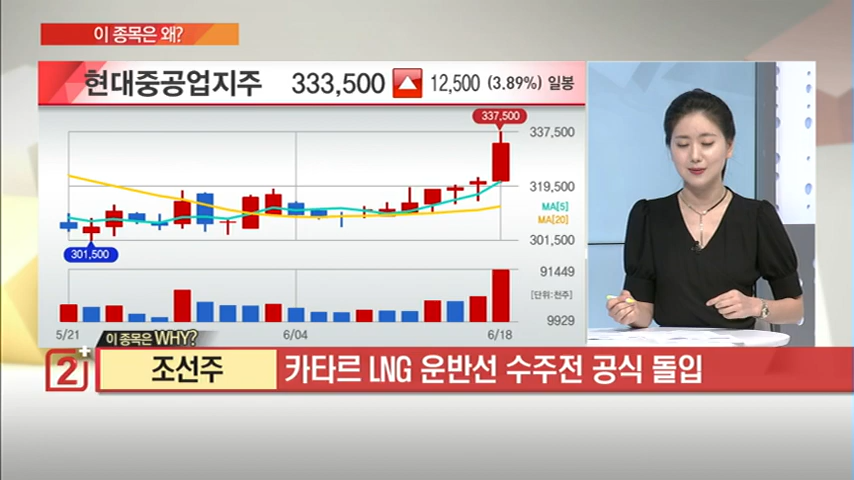 이 종목은 왜?
현대중공업지주 333,500 12,500 (3.89%) 일봉
337,500
337,500
319,500
MA[5]
MA[20]
301,500
301,500
91449
[단위:천주]
9929
5/21 6/04 6/18
이 종목은 WHY?
2+ 조선주 카타르 LNG 운반선 수주전 공식 돌입